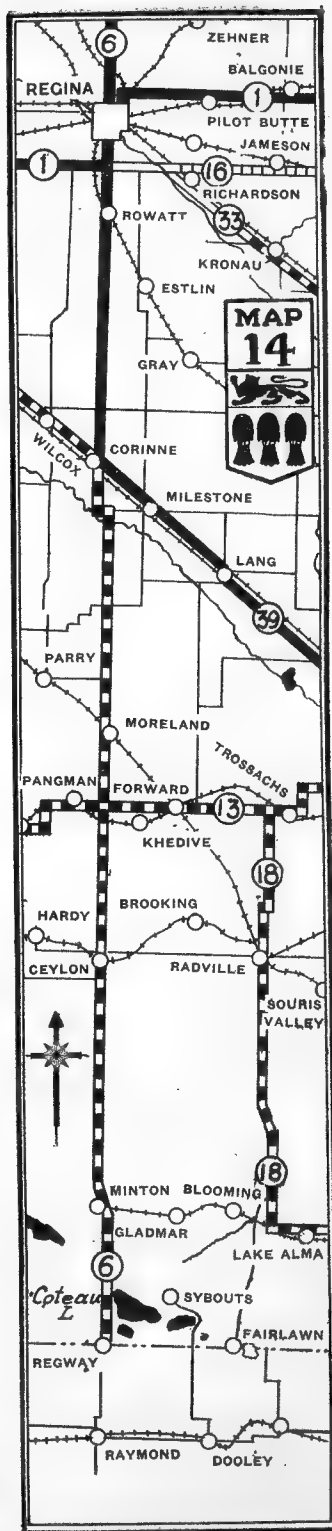 6
ZEHNER
BALGONIE
REGINA
1
PILOT BUTTE
JAMESON
1
16
RICHARDSON
ROWATT
33
KRONAU
ESTLIN
MAP
14
GRAY
WILCOX
CORINNE
MILESTONE
LANG
39
PARRY
MORELAND
TROSSACHS
PANGMAN
FORWARD
13
KHEDIVE
18
HARDY
BROOKING
CEYLON
RADVILLE
SOURIS
VALLEY
18
MINTON
BLOOMING
GLADMAR
LAKE ALMA
6
Coteau
L
SYBOUTS
REGWAY
FAIRLAWN
RAYMOND
DOOLEY